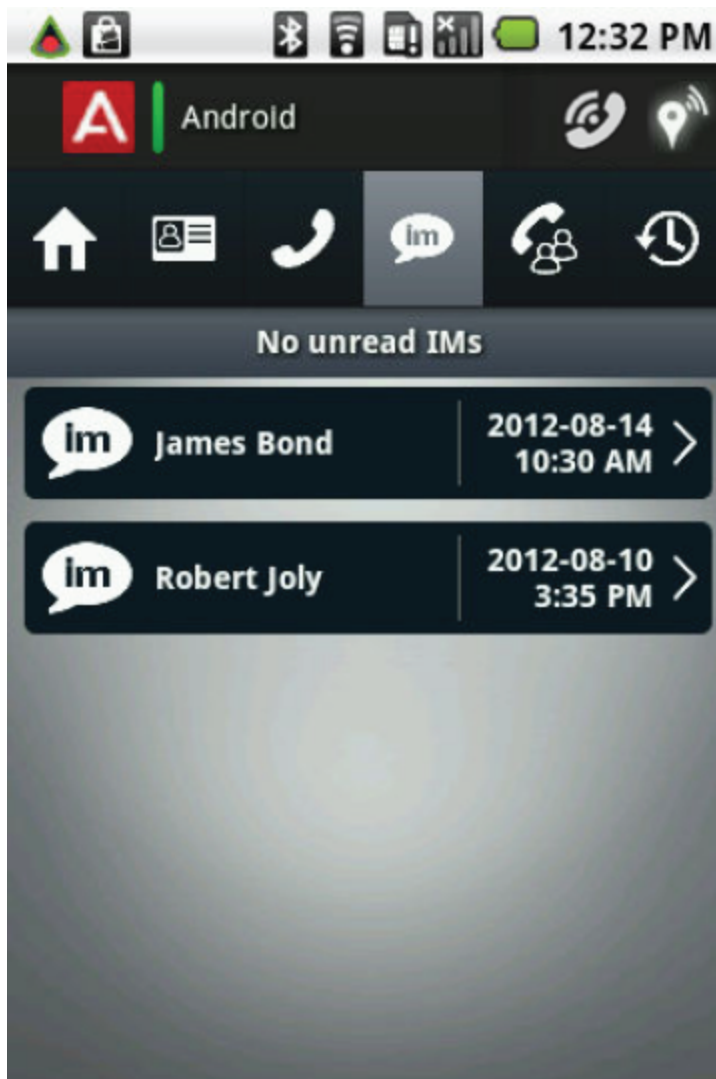 12:32 PM
Android
im
No unread IMs
im
James Bond
2012-08-14
10:30 AM
im
Robert Joly
2012-08-10
3:35 PM